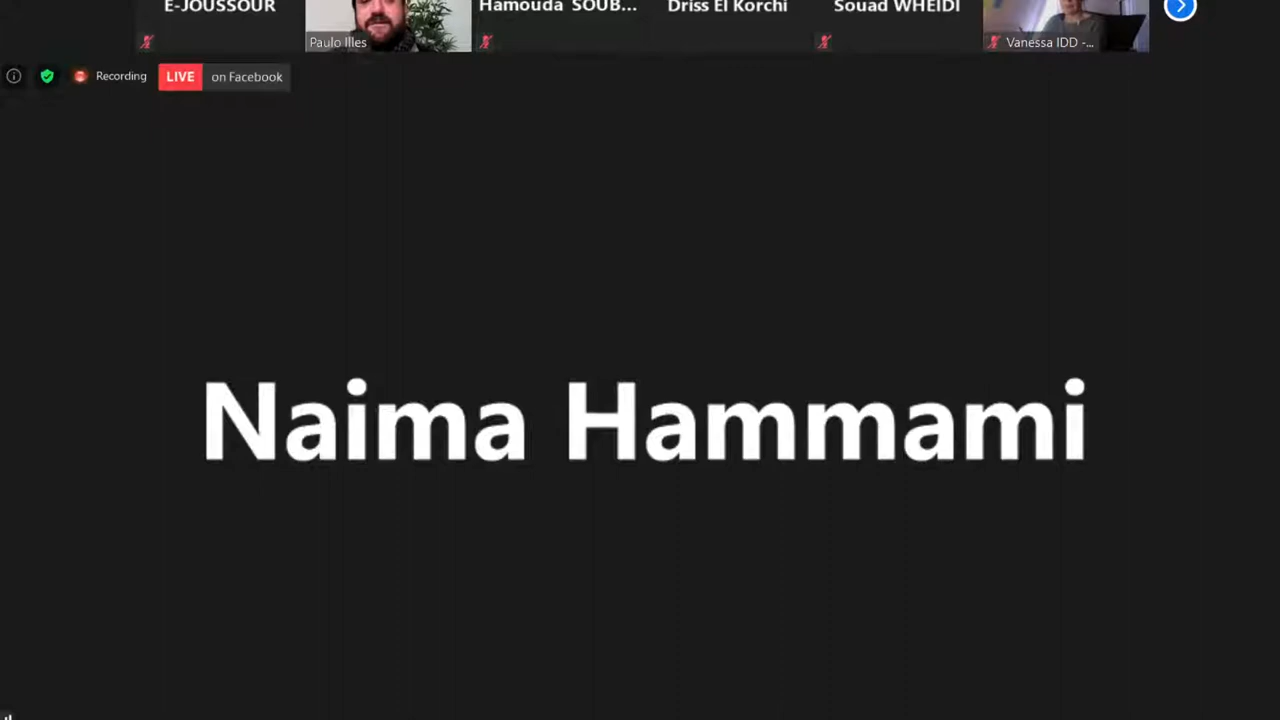 E-JOUSSOUR
Hamouda SOUB...
Driss El Korchi
Souad WHEIDI
Paulo Illes
Vanessa IDD -...
Recording
LIVE on Facebook
Naima Hammami